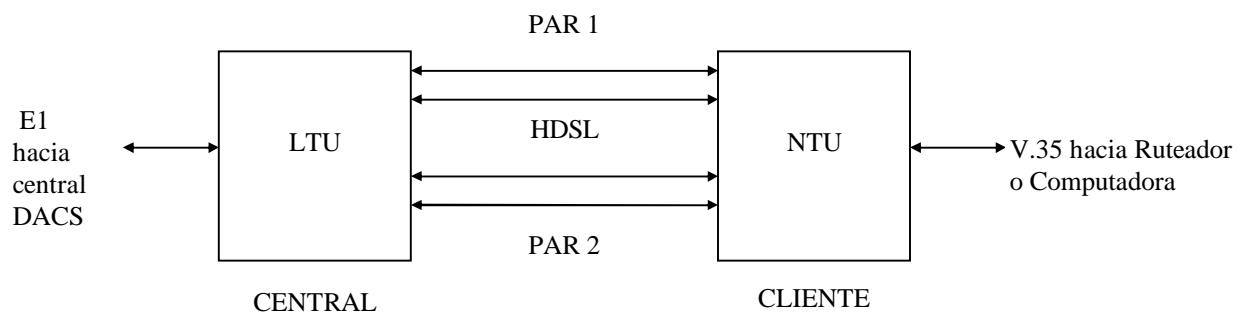 PAR 1
E1
hacia
central
DACS
LTU
HDSL
NTU
V.35 hacia Ruteador
o Computadora
PAR 2
CENTRAL
CLIENTE